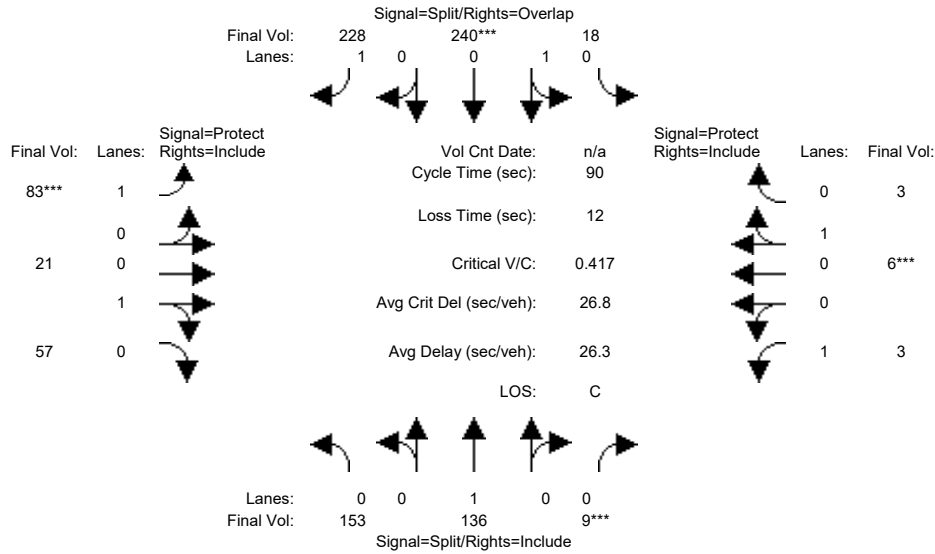 Signal=Split/Rights=Overlap
Final Vol: 228 240*** 18
Lanes: 1 0 0 1 0
Signal=Protect
Final Vol: Lanes: Rights=Include
Vol Cnt Date: n/a
Signal=Protect
Rights=Include Lanes: Final Vol:
Cycle Time (sec): 90
83*** 1
0 3
Loss Time (sec): 12
0
1
21 0
Critical V/C: 0.417
0 6***
1
Avg Crit Del (sec/veh): 26.8
0
57 0
Avg Delay (sec/veh): 26.3
1 3
LOS: C
Lanes: 0 0 1 0 0
Final Vol: 153 136 9***
Signal=Split/Rights=Include